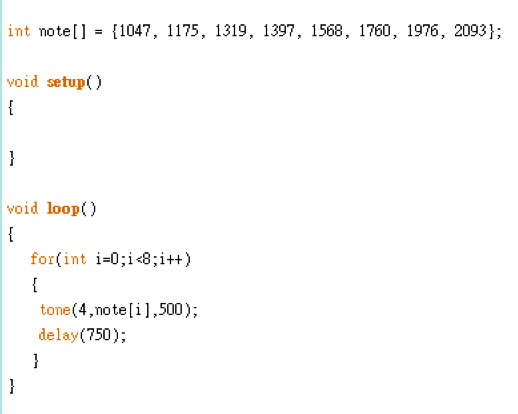 int note[] = {1047, 1175, 1319, 1397, 1568, 1760, 1976, 2093};
void setup()
{
}
void loop()
{
for(int i=0;i<8;i++)
{
tone(4,note[i],500);
delay(750);
}
}